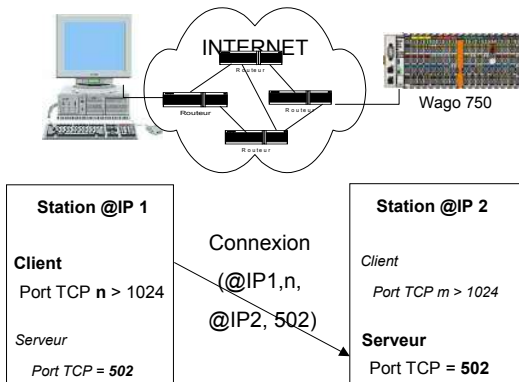 INTERNET
Routeur
Routeur
Routeur
Routeur
Wago 750
Station @IP 1
Client
Port TCP n > 1024
Serveur
Port TCP = 502
Connexion
(@IP1,n,
@IP2, 502)
Station @IP 2
Client
Port TCP m > 1024
Serveur
Port TCP = 502